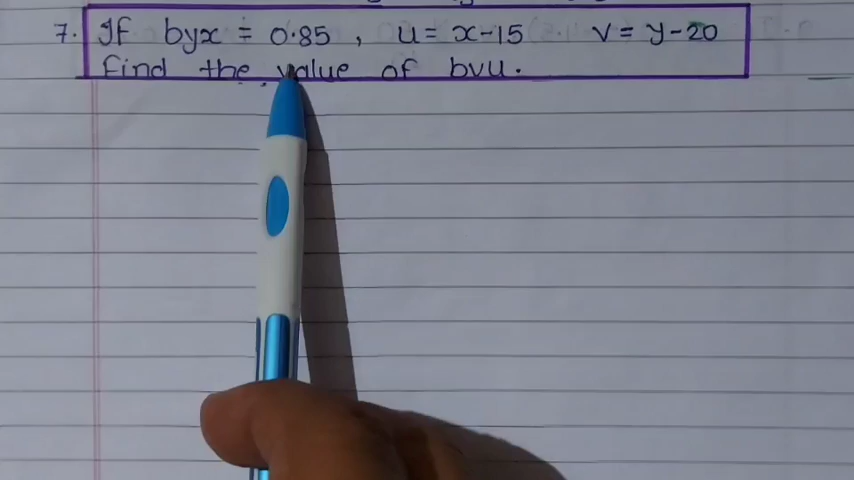 7. If byx = 0.85 , u = x-15 v = y-20
find the value of bvu.